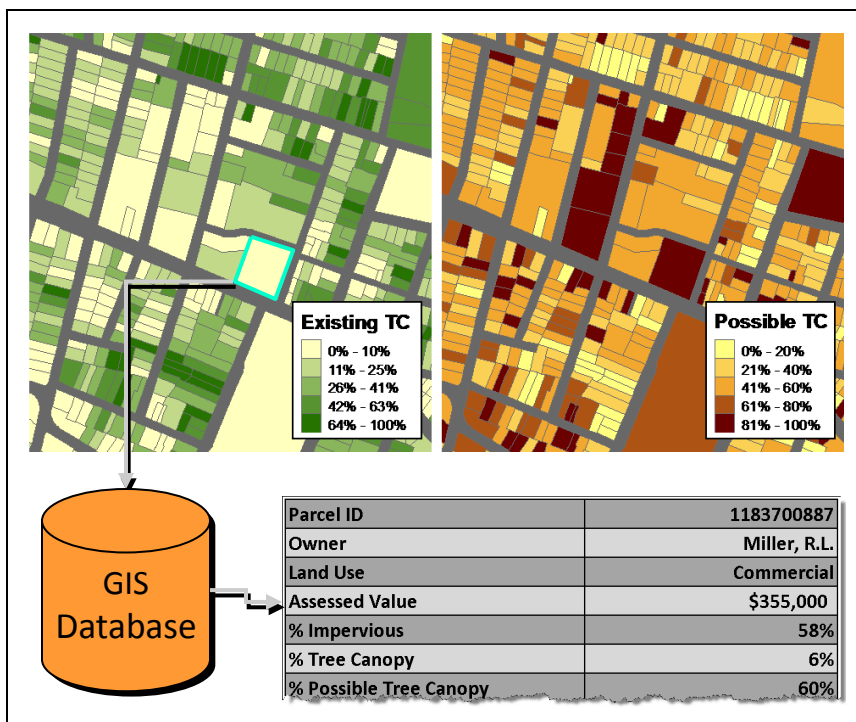 Existing TC
0% - 10%
11% - 25%
26% - 41%
42% - 63%
64% - 100%
Possible TC
0% - 20%
21% - 40%
41% - 60%
61% - 80%
81% - 100%
GIS
Database
Parcel ID 1183700887
Owner Miller, R.L.
Land Use Commercial
Assessed Value $355,000
% Impervious 58%
% Tree Canopy 6%
% Possible Tree Canopy 60%